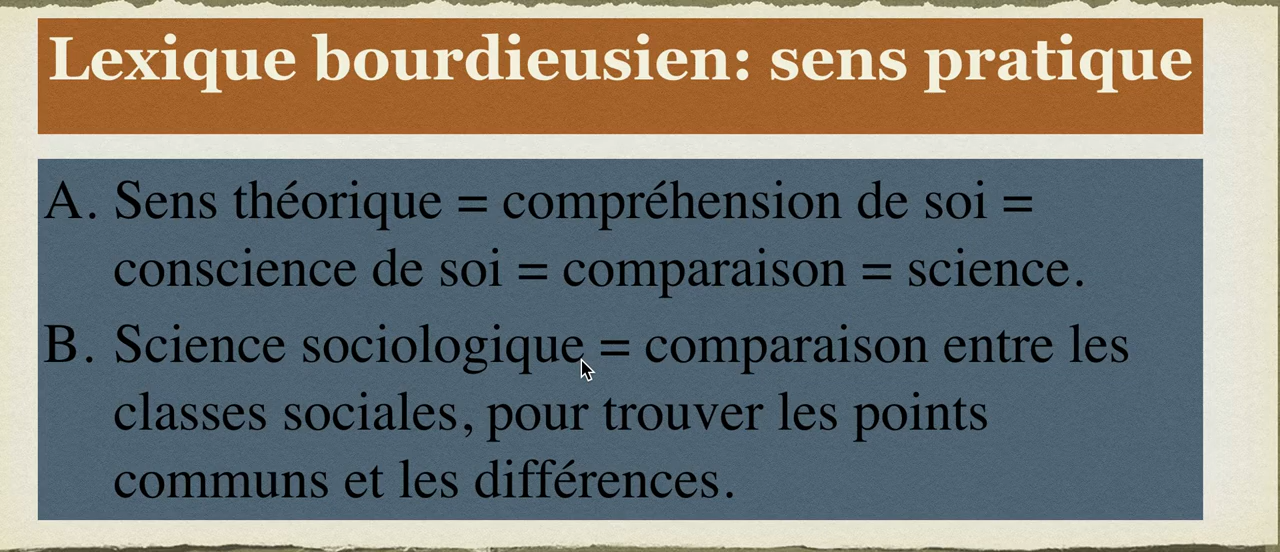 Lexique bourdieusien: sens pratique
A. Sens théorique = compréhension de soi =
conscience de soi = comparaison = science.
B. Science sociologique = comparaison entre les
classes sociales, pour trouver les points
communs et les différences.